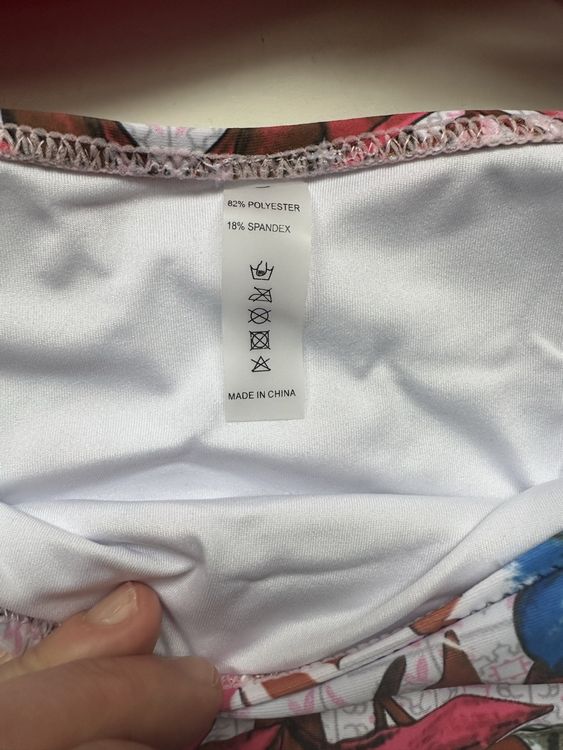 82% POLYESTER
18% SPANDEX
MADE IN CHINA